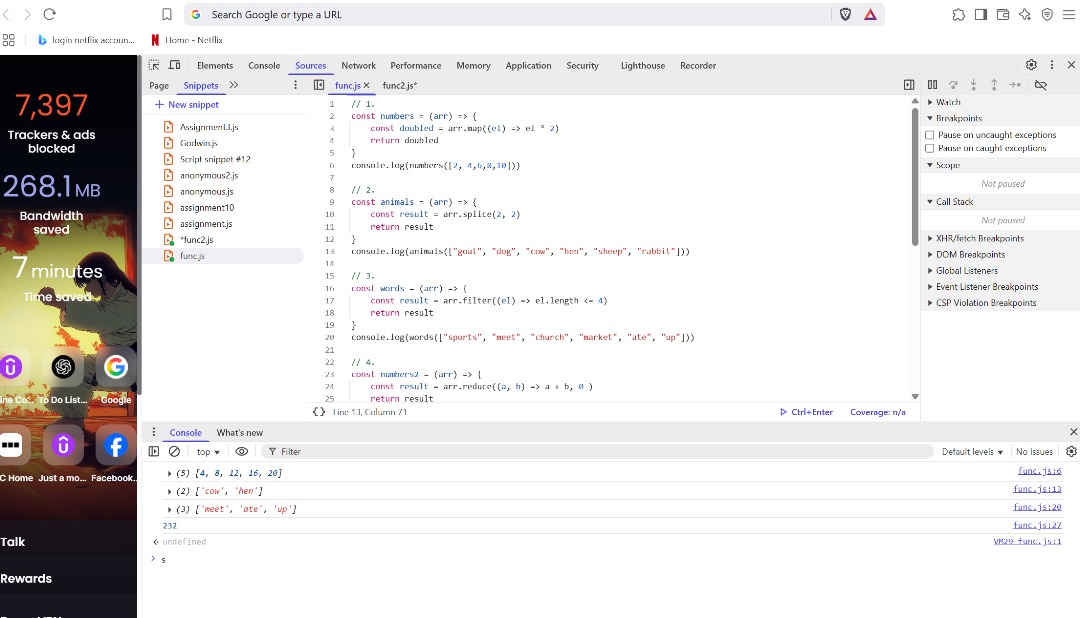 Search Google or type a URL
login netflix accoun...
Home - Netflix
7,397
Trackers & ads
blocked
268.1 MB
Bandwidth
saved
7 minutes
Time saved
ine Co...
To Do List...
Google
C Home
Just a mo...
Facebook...
Talk
Rewards
Elements Console Sources Network Performance Memory Application Security Lighthouse Recorder
Page Snippets
New snippet
Assignment3.js
Godwin.js
Script snippet #12
anonymous2.js
anonymous.js
assignment10
assignment.js
*func2.js
func.js
func.js func2.js*
1 // 1.
2 const numbers = (arr) => {
3 const doubled = arr.map((el) => el * 2)
4 return doubled
5 }
6 console.log(numbers([2, 4,6,8,10]))
7
8 // 2.
9 const animals = (arr) => {
10 const result = arr.splice(2, 2)
11 return result
12 }
13 console.log(animals(["goat", "dog", "cow", "hen", "sheep", "rabbit"]))
14
15 // 3.
16 const words = (arr) => {
17 const result = arr.filter((el) => el.length <= 4)
18 return result
19 }
20 console.log(words(["sports", "meet", "church", "market", "ate", "up"]))
21
22 // 4.
23 const numbers2 = (arr) => {
24 const result = arr.reduce((a, b) => a + b, 0 )
25 return result
{} Line 13, Column 71
Ctrl+Enter
Coverage: n/a
Watch
Breakpoints
Pause on uncaught exceptions
Pause on caught exceptions
Scope
Not paused
Call Stack
Not paused
XHR/fetch Breakpoints
DOM Breakpoints
Global Listeners
Event Listener Breakpoints
CSP Violation Breakpoints
Console What's new
top
Filter
Default levels
No Issues
(5) [4, 8, 12, 16, 20] func.js:6
(2) ['cow', 'hen'] func.js:13
(3) ['meet', 'ate', 'up'] func.js:20
232 func.js:27
undefined VM29 func.js:1
s